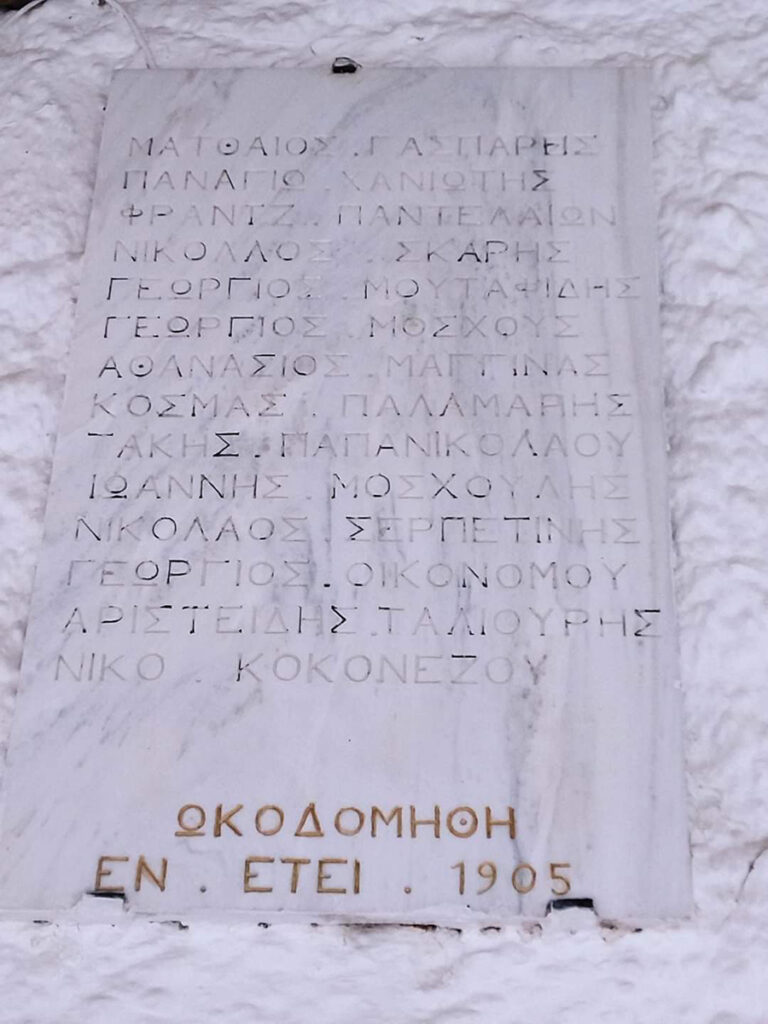 ΜΑΤΘΑΙΟΣ . ΓΑΣΠΑΡΗΣ
ΠΑΝΑΓΙΩ . ΧΑΝΙΩΤΗΣ
ΦΡΑΝΤΖ . ΠΑΝΤΕΛΑΙΩΝ
ΝΙΚΟΛΛΟΣ . ΣΚΑΡΗΣ
ΓΕΩΡΓΙΟΣ . ΜΟΥΤΑΦΙΔΗΣ
ΓΕΩΡΓΙΟΣ . ΜΟΣΧΟΥΣ
ΑΘΑΝΑΣΙΟΣ . ΜΑΓΓΙΝΑΣ
ΚΟΣΜΑΣ . ΠΑΛΑΜΑΡΗΣ
ΤΑΚΗΣ . ΠΑΠΑΝΙΚΟΛΑΟΥ
ΙΩΑΝΝΗΣ . ΜΟΣΧΟΥΛΗΣ
ΝΙΚΟΛΑΟΣ . ΣΕΡΠΕΤΙΝΗΣ
ΓΕΩΡΓΙΟΣ . ΟΙΚΟΝΟΜΟΥ
ΑΡΙΣΤΕΙΔΗΣ . ΤΑΛΙΟΥΡΗΣ
ΝΙΚΟ . ΚΟΚΟΝΕΖΟΥ
ΩΚΟΔΟΜΗΘΗ
ΕΝ . ΕΤΕΙ . 1905